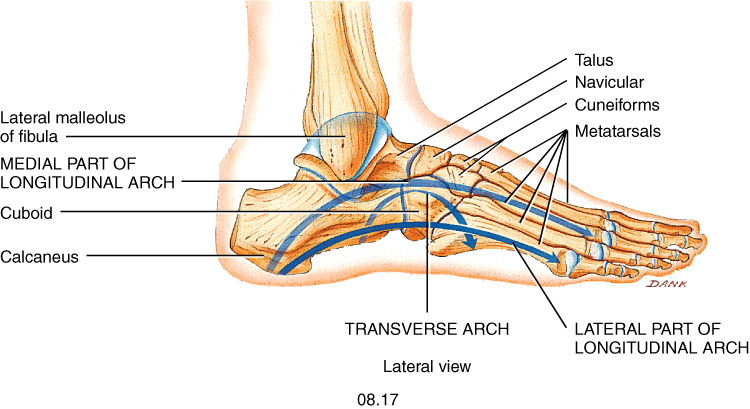 Talus
Navicular
Cuneiforms
Metatarsals
Lateral malleolus
of fibula
MEDIAL PART OF
LONGITUDINAL ARCH
Cuboid
Calcaneus
DANK
TRANSVERSE ARCH
LATERAL PART OF
LONGITUDINAL ARCH
Lateral view
08.17